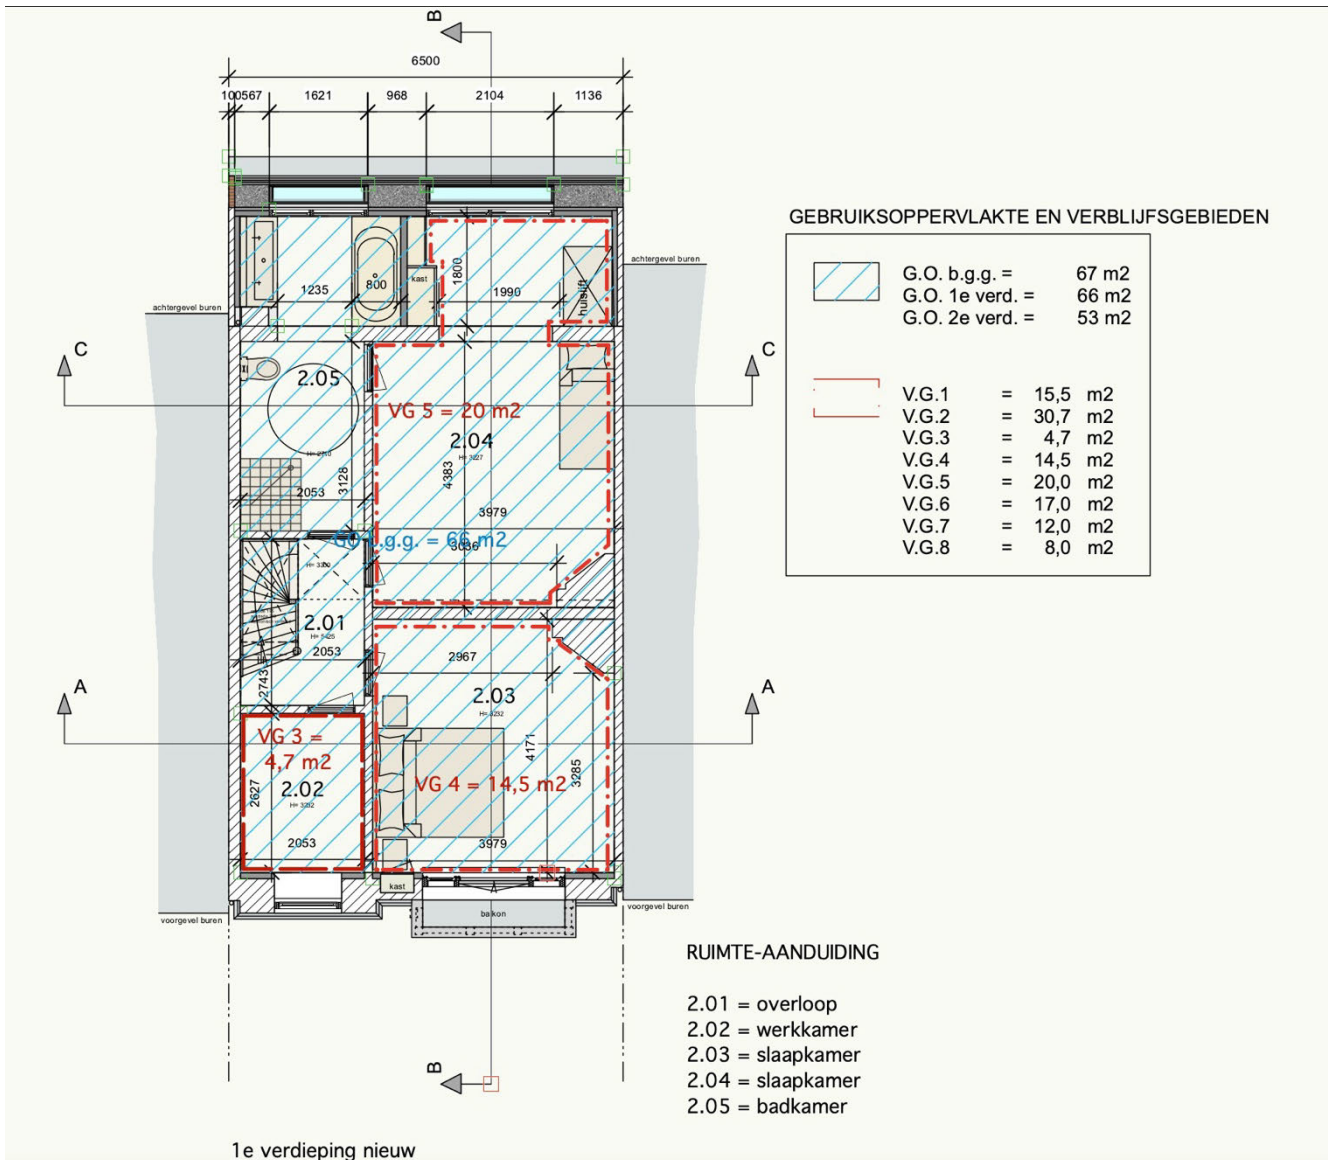 B
6500
100567 1621 968 2104 1136
GEBRUIKSOPPERVLAKTE EN VERBLIJFSGEBIEDEN
G.O. b.g.g. = 67 m2
G.O. 1e verd. = 66 m2
G.O. 2e verd. = 53 m2
V.G.1 = 15,5 m2
V.G.2 = 30,7 m2
V.G.3 = 4,7 m2
V.G.4 = 14,5 m2
V.G.5 = 20,0 m2
V.G.6 = 17,0 m2
V.G.7 = 12,0 m2
V.G.8 = 8,0 m2
achtergevel buren
achtergevel buren
kast
1800
huislift
1235
800
1990
C
C
2.05
VG 5 = 20 m2
2.04
3128
4383
2053
3979
3036
b.g.g. = 66 m2
2.01
2053
2743
2967
2.03
H= 3232
A
A
VG 3 =
4,7 m2
2.02
2627
2053
4171
3285
VG 4 = 14,5 m2
3979
kast
balkon
voorgevel buren
voorgevel buren
RUIMTE-AANDUIDING
2.01 = overloop
2.02 = werkkamer
2.03 = slaapkamer
2.04 = slaapkamer
2.05 = badkamer
B
1e verdieping nieuw